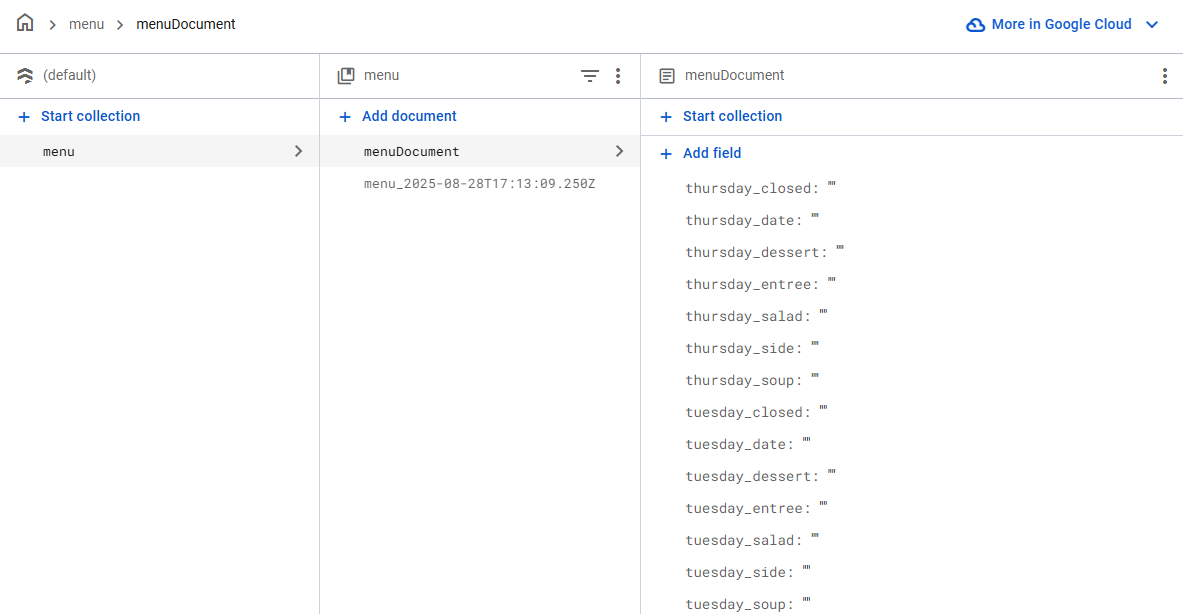 menu > menuDocument
More in Google Cloud
(default)
menu
menuDocument
Start collection
Add document
Start collection
menu
menuDocument
menu_2025-08-28T17:13:09.250Z
Add field
thursday_closed: ""
thursday_date: ""
thursday_dessert: ""
thursday_entree: ""
thursday_salad: ""
thursday_side: ""
thursday_soup: ""
tuesday_closed: ""
tuesday_date: ""
tuesday_dessert: ""
tuesday_entree: ""
tuesday_salad: ""
tuesday_side: ""
tuesday_soup: ""